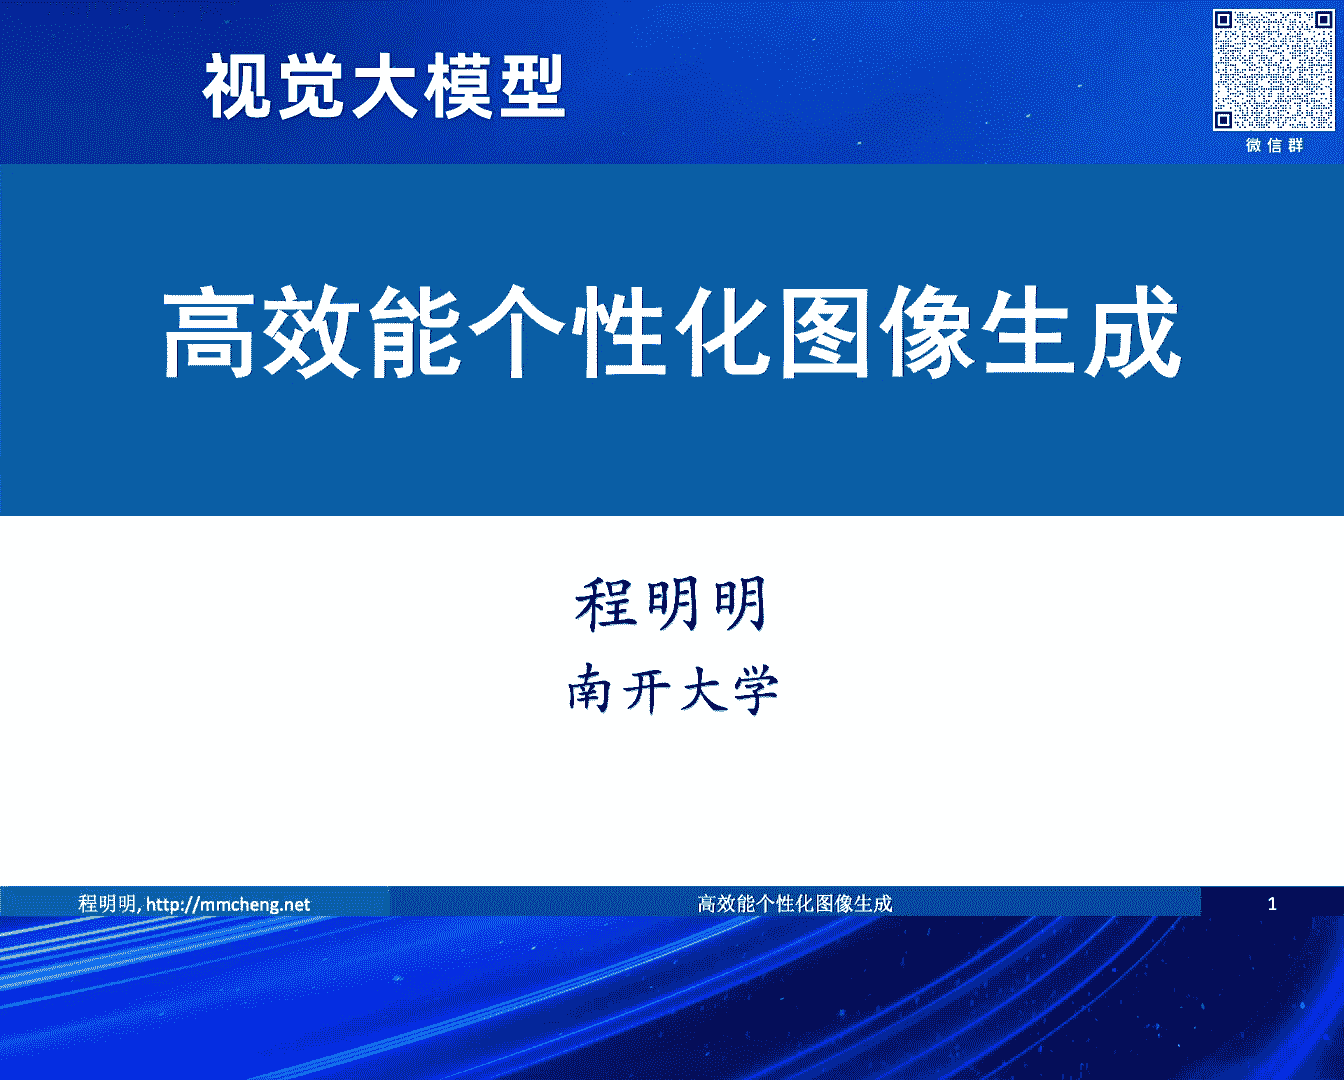 视觉大模型
微信群
高效能个性化图像生成
程明明
南开大学
程明明, http://mmcheng.net
高效能个性化图像生成
1